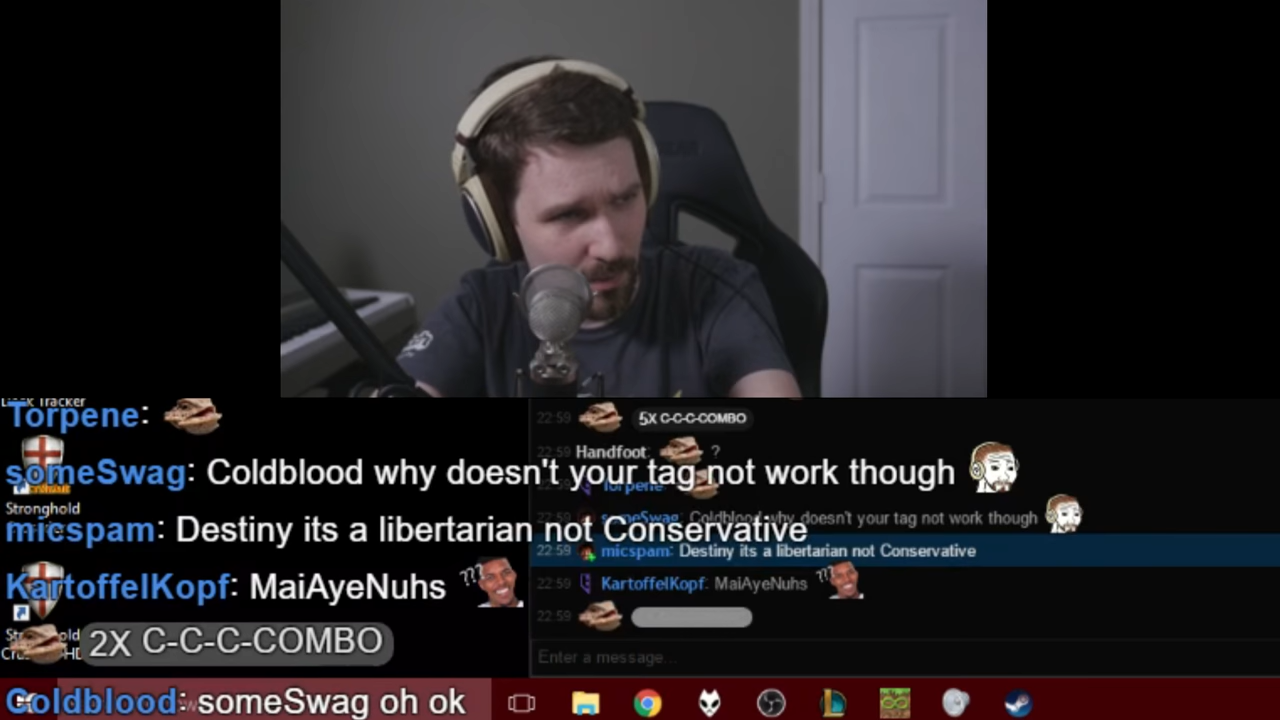 Torpene:
someSwag: Coldblood why doesn't your tag not work though
Stronghold
micspam: Destiny its a libertarian not Conservative
KartoffelKopf: MaiAyeNuhs ???
2X C-C-C-COMBO
Coldblood: someSwag oh ok
22:59 5X C-C-C-COMBO
22:59 Handfoot: ?
Torpene
someSwag: Coldblood why doesn't your tag not work though
22:59 micspam: Destiny its a libertarian not Conservative
22:59 KartoffelKopf: MaiAyeNuhs ???
22:59
Enter a message...